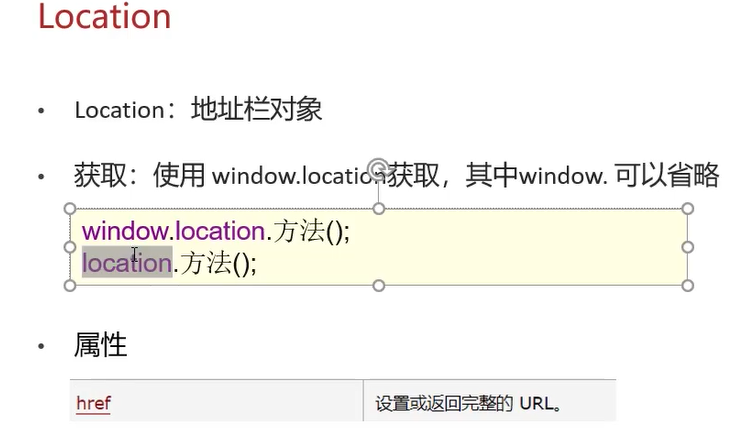 Location
• Location：地址栏对象
• 获取：使用 window.location获取，其中window. 可以省略
window.location.方法();
location.方法();
• 属性
href 设置或返回完整的 URL。